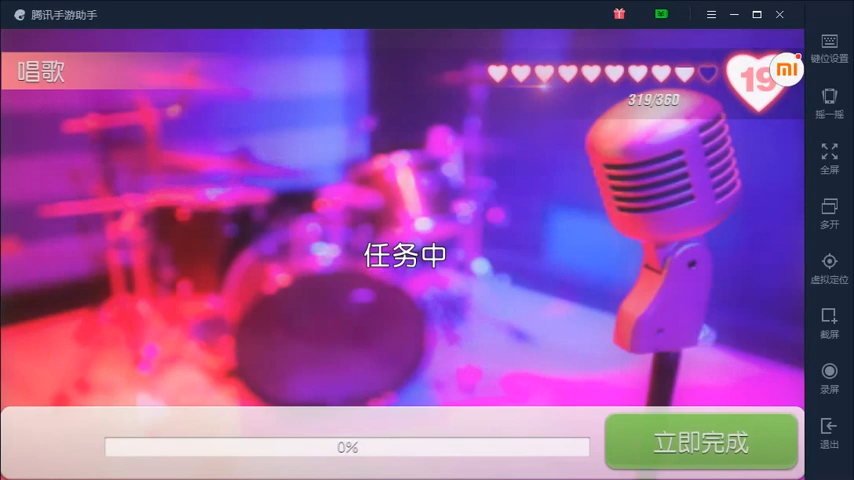 腾讯手游助手
唱歌
19
mi
319/360
任务中
0%
立即完成
键位设置
摇一摇
全屏
多开
虚拟定位
截屏
录屏
退出